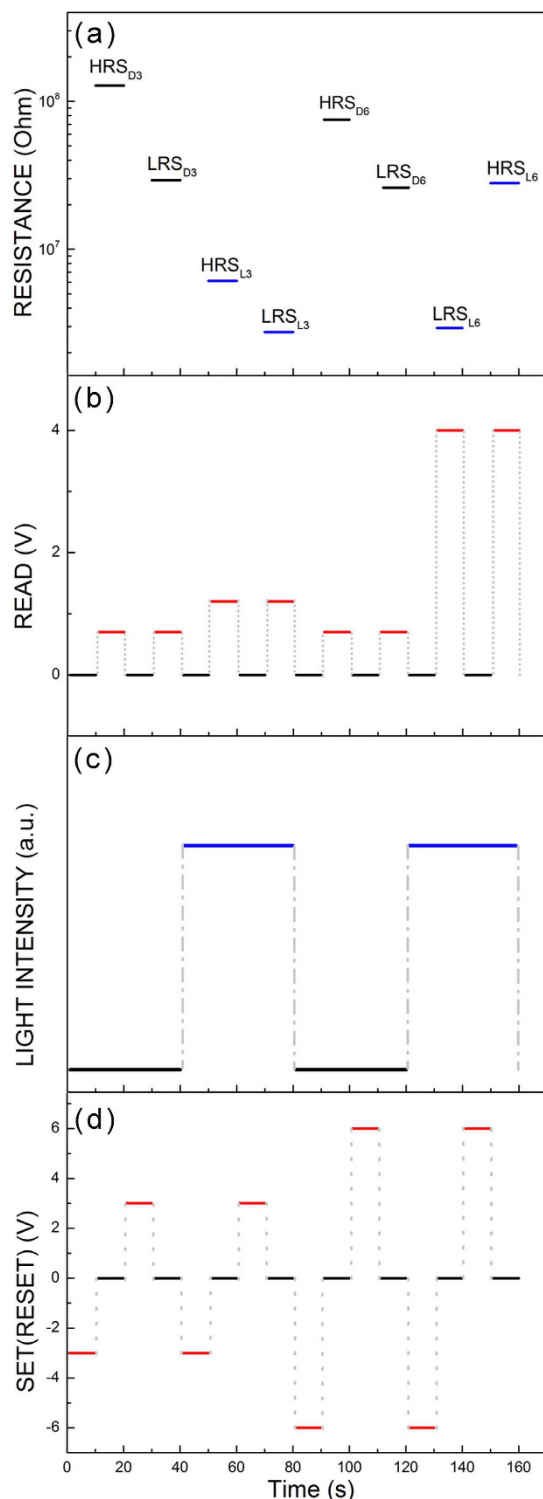 (a)
HRS_D3
HRS_D6
LRS_D3
LRS_D6
HRS_L6
HRS_L3
LRS_L3
LRS_L6
10^8
10^7
RESISTANCE (Ohm)
(b)
4
2
0
READ (V)
(c)
LIGHT INTENSITY (a.u.)
(d)
6
4
2
0
-2
-4
-6
SET(RESET) (V)
0 20 40 60 80 100 120 140 160
Time (s)